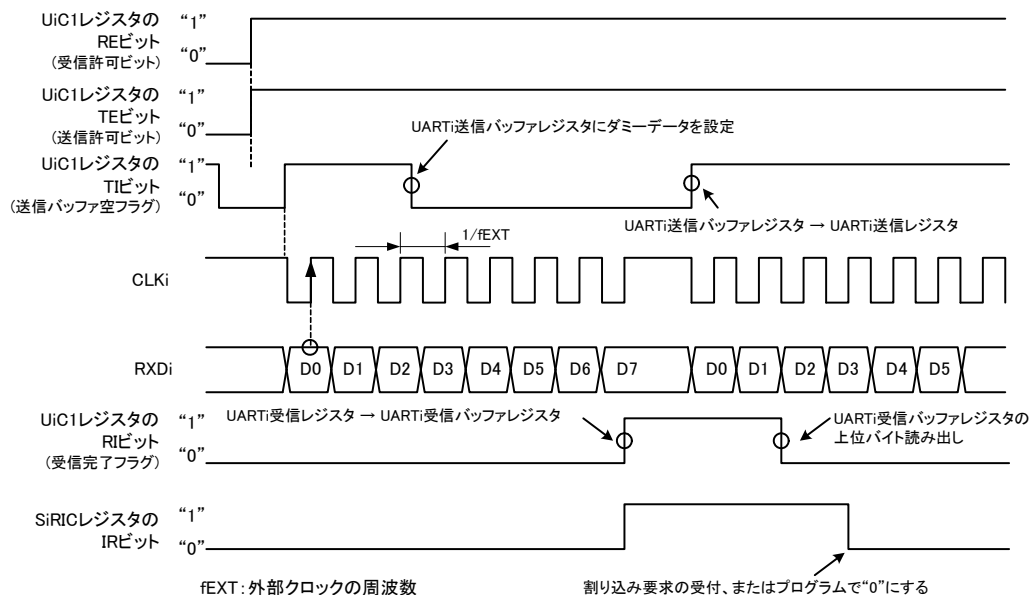 UiC1レジスタの “1”
REビット
(受信許可ビット) “0”
UiC1レジスタの “1”
TEビット
(送信許可ビット) “0”
UARTi送信バッファレジスタにダミーデータを設定
UiC1レジスタの “1”
TIビット
(送信バッファ空フラグ) “0”
UARTi送信バッファレジスタ → UARTi送信レジスタ
1/fEXT
CLKi
RXDi D0 D1 D2 D3 D4 D5 D6 D7 D0 D1 D2 D3 D4 D5
UARTi受信レジスタ → UARTi受信バッファレジスタ
UARTi受信バッファレジスタの
上位バイト読み出し
UiC1レジスタの “1”
RIビット
(受信完了フラグ) “0”
SiRICレジスタの “1”
IRビット “0”
fEXT：外部クロックの周波数
割り込み要求の受付、またはプログラムで“0”にする